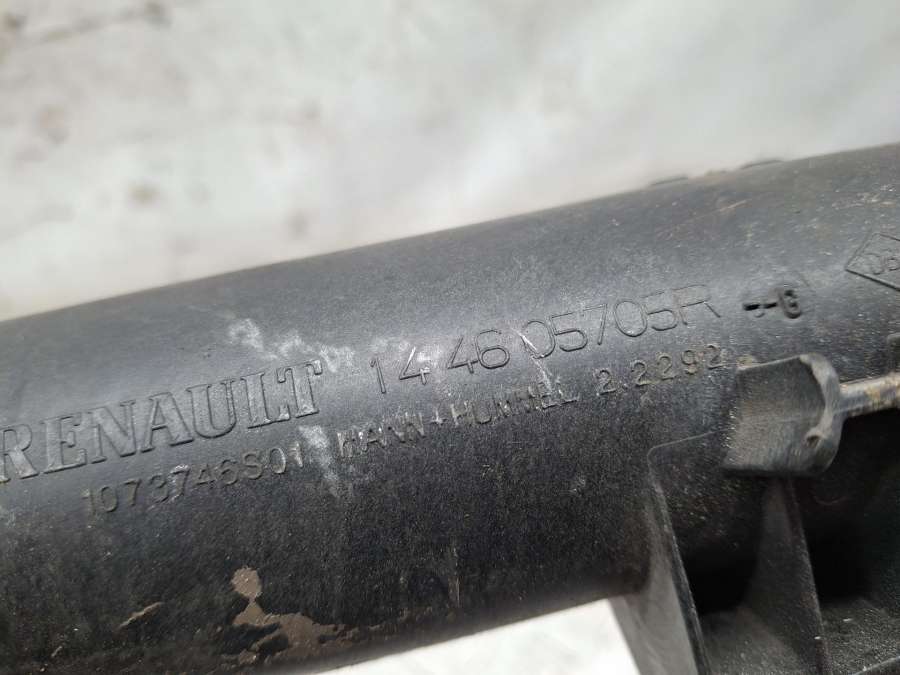 RENAULT 14 46 05705R --G
1073746S01 MANN+HUMMEL 2.2292